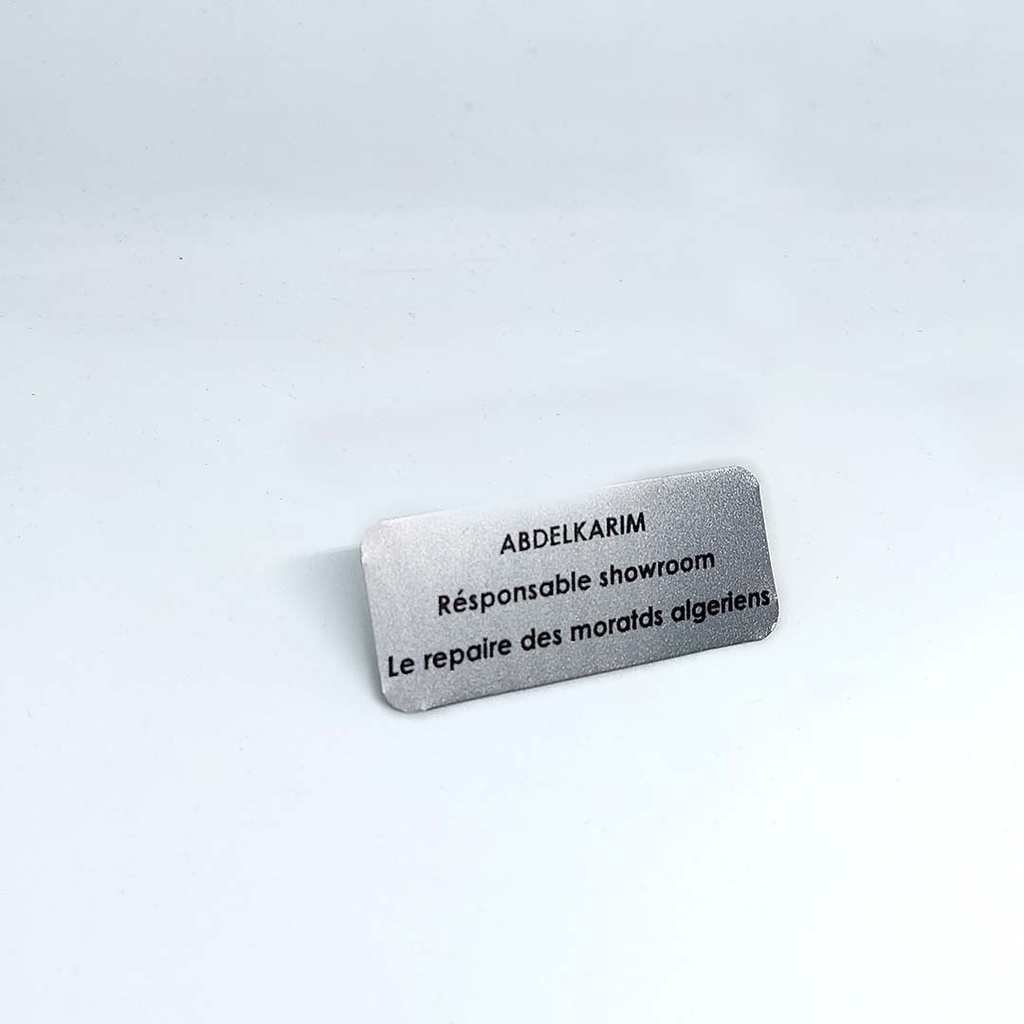 ABDELKARIM
Résponsable showroom
Le repaire des moratds algeriens